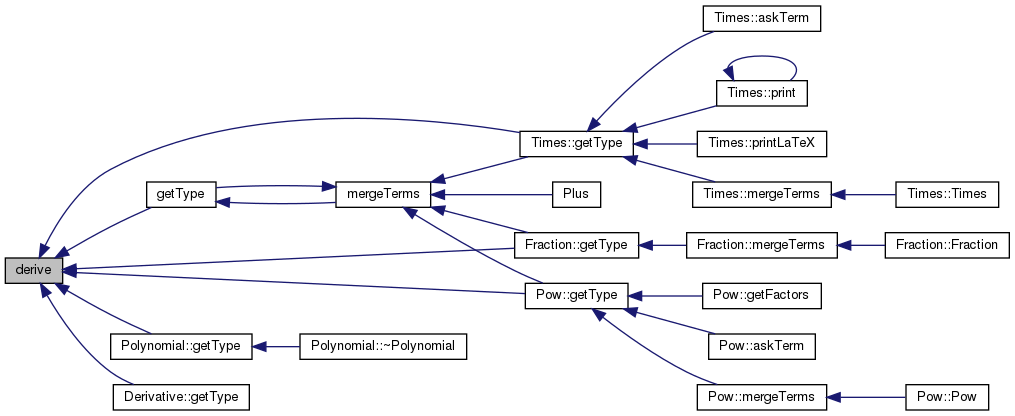 Times::askTerm
Times::print
Times::getType
Times::printLaTeX
getType
mergeTerms
Plus
Times::mergeTerms
Times::Times
derive
Fraction::getType
Fraction::mergeTerms
Fraction::Fraction
Pow::getType
Pow::getFactors
Polynomial::getType
Polynomial::~Polynomial
Pow::askTerm
Derivative::getType
Pow::mergeTerms
Pow::Pow